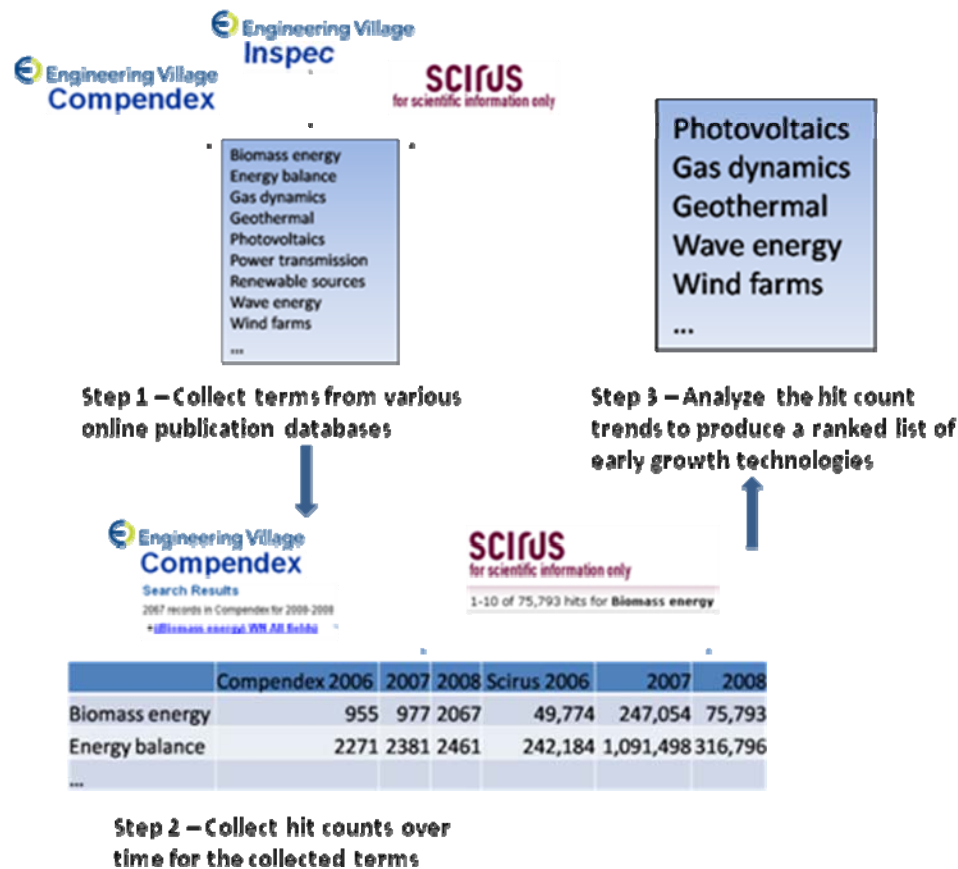 Engineering Village
Inspec
Engineering Village
Compendex
SCIRUS
for scientific information only
Biomass energy
Energy balance
Gas dynamics
Geothermal
Photovoltaics
Power transmission
Renewable sources
Wave energy
Wind farms
...
Photovoltaics
Gas dynamics
Geothermal
Wave energy
Wind farms
...
Step 1 – Collect terms from various
online publication databases
Step 3 – Analyze the hit count
trends to produce a ranked list of
early growth technologies
Engineering Village
Compendex
Search Results
2067 records in Compendex for 2008-2008
+((Biomass energy) WN All fields)
SCIRUS
for scientific information only
1-10 of 75,793 hits for Biomass energy
Compendex 2006 2007 2008 Scirus 2006 2007 2008
Biomass energy 955 977 2067 49,774 247,054 75,793
Energy balance 2271 2381 2461 242,184 1,091,498 316,796
...
Step 2 – Collect hit counts over
time for the collected terms